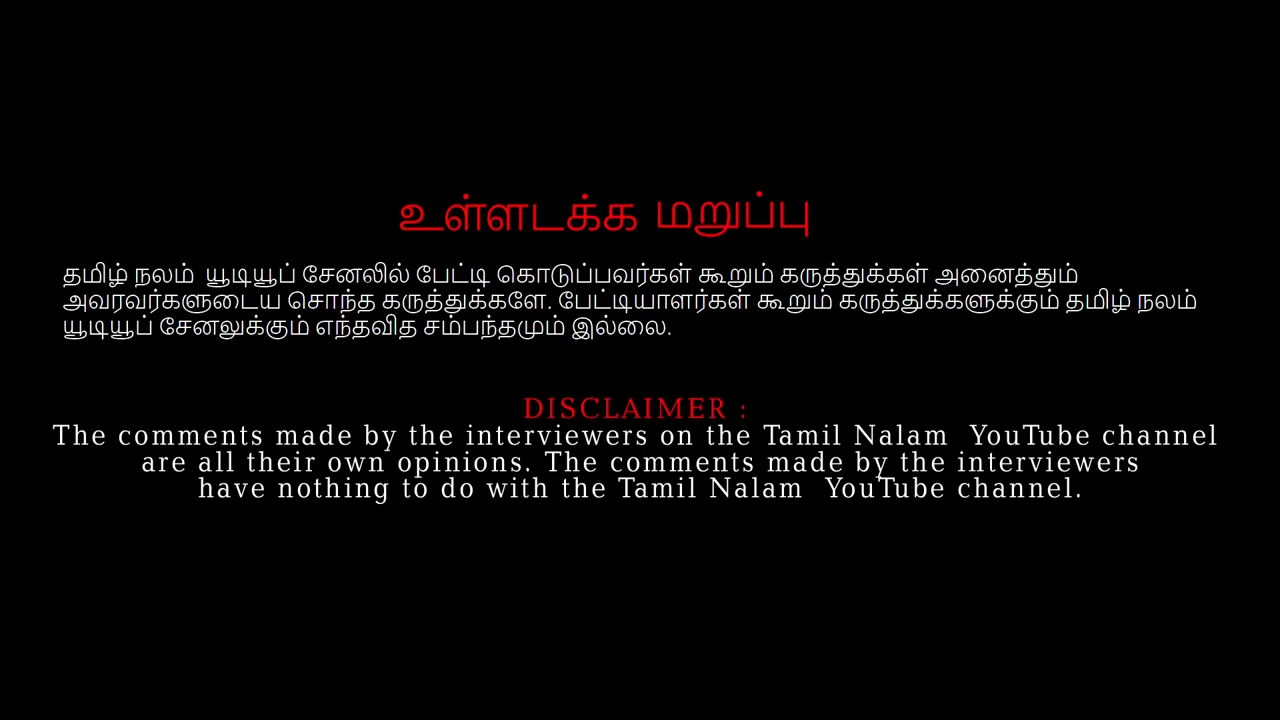 உள்ளடக்க மறுப்பு
தமிழ் நலம்  யூடியூப் சேனலில் பேட்டி கொடுப்பவர்கள் கூறும் கருத்துக்கள் அனைத்தும்
அவரவர்களுடைய சொந்த கருத்துக்களே. பேட்டியாளர்கள் கூறும் கருத்துக்களுக்கும் தமிழ் நலம்
யூடியூப் சேனலுக்கும் எந்தவித சம்பந்தமும் இல்லை.
DISCLAIMER :
The comments made by the interviewers on the Tamil Nalam  YouTube channel
are all their own opinions. The comments made by the interviewers
have nothing to do with the Tamil Nalam  YouTube channel.